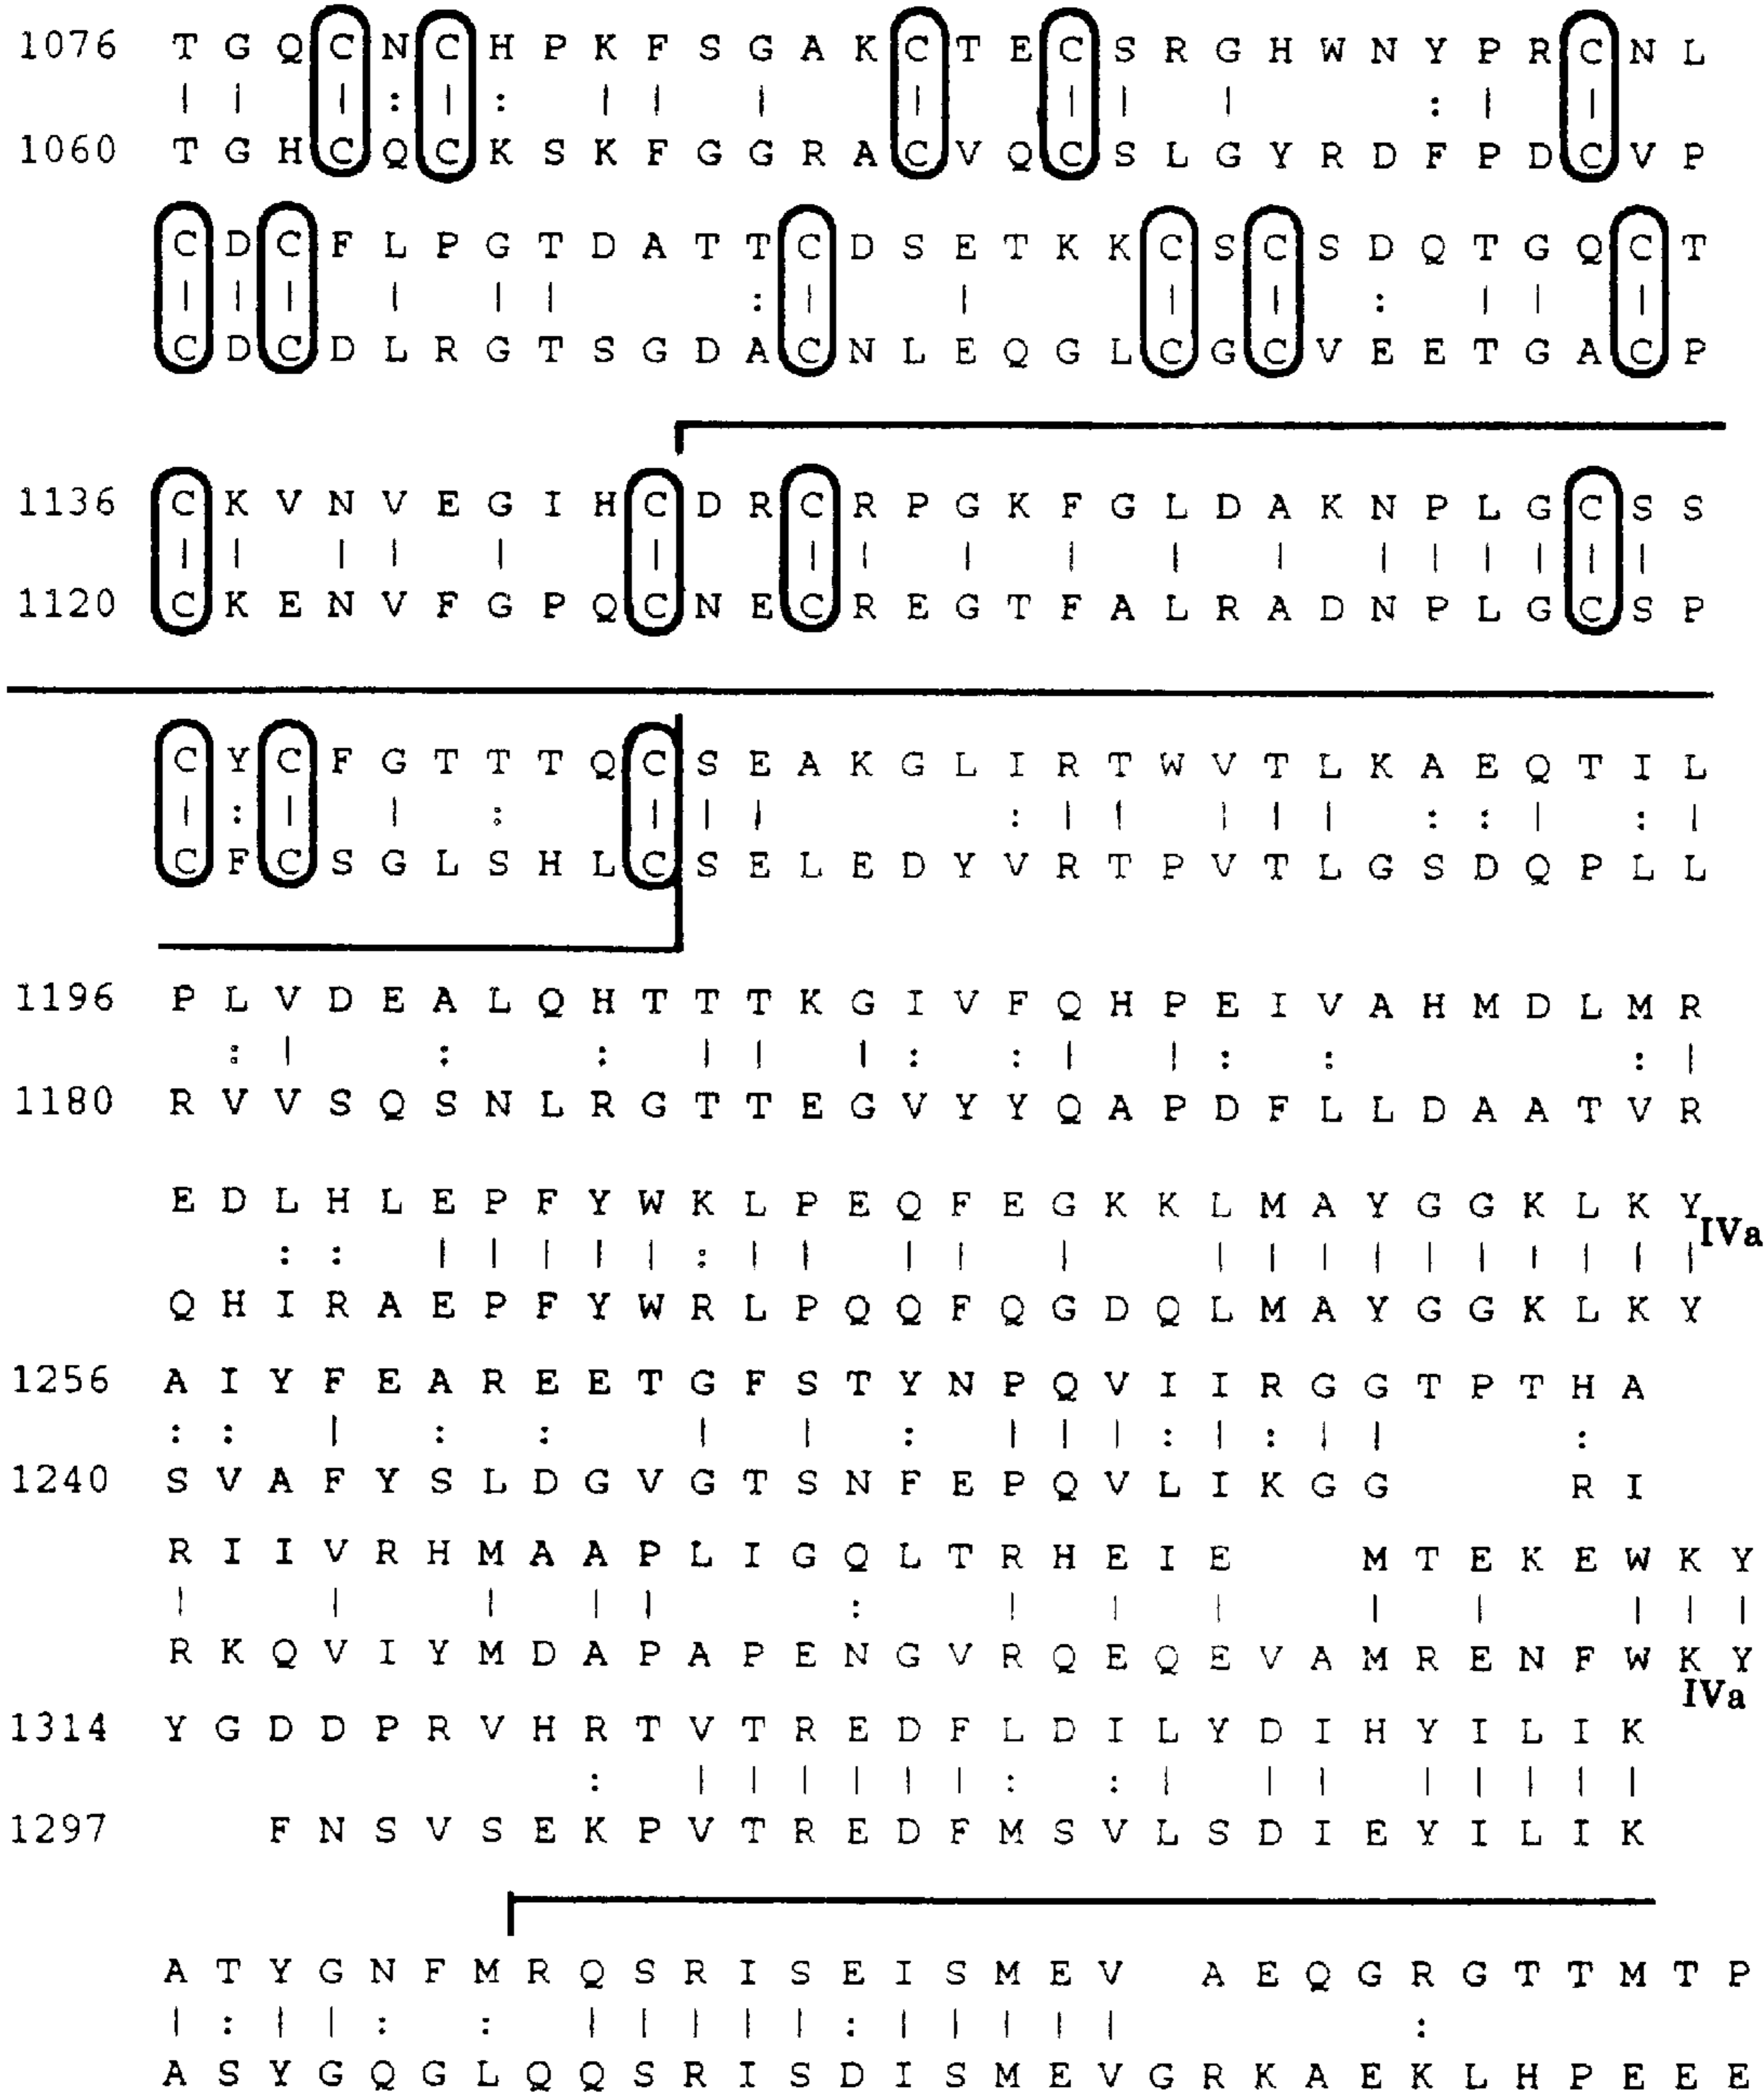 1076 T G Q C N C H P K F S G A K C T E C S R G H W N Y P R C N L
| | | : | : | | | | | | | : | |
1060 T G H C Q C K S K F G G R A C V Q C S L G Y R D F P D C V P
C D C F L P G T D A T T C D S E T K K C S C S D Q T G Q C T
| | | | | | : | | | | : | | |
C D C D L R G T S G D A C N L E Q G L C G C V E E T G A C P
1136 C K V N V E G I H C D R C R P G K F G L D A K N P L G C S S
| | | | | | | | | | | | | | | | | |
1120 C K E N V F G P Q C N E C R E G T F A L R A D N P L G C S P
C Y C F G T T T Q C S E A K G L I R T W V T L K A E Q T I L
| : | | : | | | : | | | | | : : | : |
C F C S G L S H L C S E L E D Y V R T P V T L G S D Q P L L
1196 P L V D E A L Q H T T T K G I V F Q H P E I V A H M D L M R
: | : : | | | : : | | : : : |
1180 R V V S Q S N L R G T T E G V Y Y Q A P D F L L D A A T V R
E D L H L E P F Y W K L P E Q F E G K K L M A Y G G K L K Y IVa
: : | | | | | : | | | | | | | | | | | | | | |
Q H I R A E P F Y W R L P Q Q F Q G D Q L M A Y G G K L K Y
1256 A I Y F E A R E E T G F S T Y N P Q V I I R G G T P T H A
: : | : : | | : | | | : | : | | :
1240 S V A F Y S L D G V G T S N F E P Q V L I K G G R I
R I I V R H M A A P L I G Q L T R H E I E M T E K E W K Y
| | | | | : | | | | | | | |
R K Q V I Y M D A P A P E N G V R Q E Q E V A M R E N F W K Y IVa
1314 Y G D D P R V H R T V T R E D F L D I L Y D I H Y I L I K
: | | | | | | : : | | | | | | | |
1297 F N S V S E K P V T R E D F M S V L S D I E Y I L I K
A T Y G N F M R Q S R I S E I S M E V A E Q G R G T T M T P
| : | | : : | | | | | : | | | | | :
A S Y G Q G L Q Q S R I S D I S M E V G R K A E K L H P E E E